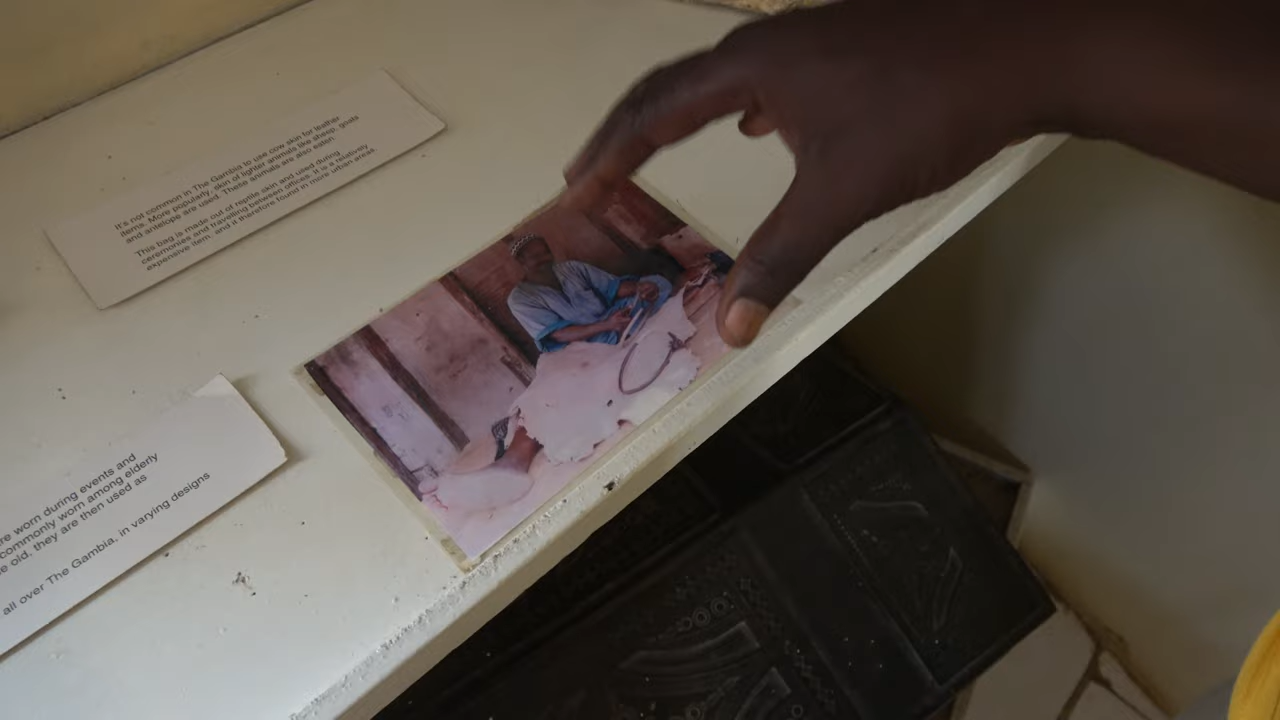 It's not common in The Gambia to use cow skin for leather
items. More popularly, skin of lighter animals like sheep, goats
and antelope are used. These animals are also eaten.
This bag is made out of reptile skin and used during
ceremonies and travelling between offices. It is a relatively
expensive item, and it therefore found in more urban areas.
re worn during events and
commonly worn among elderly
e old, they are then used as
all over The Gambia, in varying designs